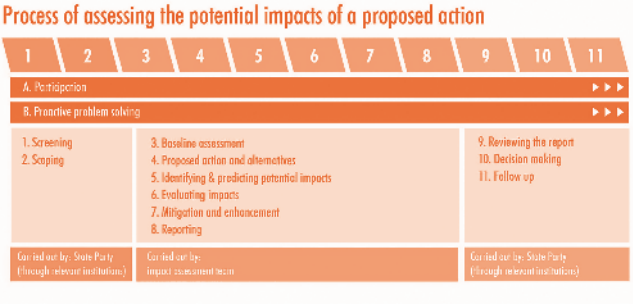 Process of assessing the potential impacts of a proposed action
1 2 3 4 5 6 7 8 9 10 11
A. Participation
B. Proactive problem solving
1. Screening
2. Scoping
3. Baseline assessment
4. Proposed action and alternatives
5. Identifying & predicting potential impacts
6. Evaluating impacts
7. Mitigation and enhancement
8. Reporting
9. Reviewing the report
10. Decision making
11. Follow up
Carried out by: State Party
(through relevant institutions)
Carried out by:
impact assessment team
Carried out by: State Party
(through relevant institutions)